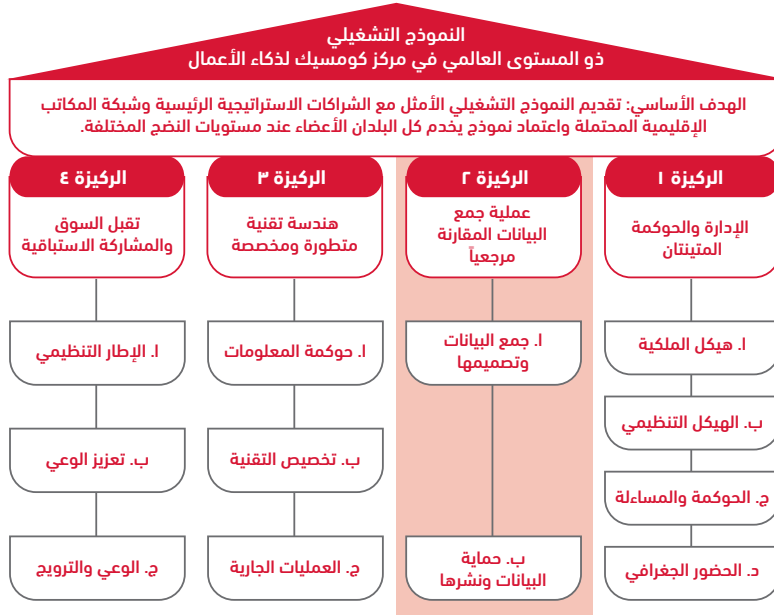 النموذج التشغيلي
ذو المستوى العالمي في مركز كومسيك لذكاء الأعمال
الهدف الأساسي: تقديم النموذج التشغيلي الأمثل مع الشراكات الاستراتيجية الرئيسية وشبكة المكاتب
الإقليمية المحتملة واعتماد نموذج يخدم كل البلدان الأعضاء عند مستويات النضج المختلفة.
الركيزة ١
الإدارة والحوكمة
المتينتان
ا. هيكل الملكية
ب. الهيكل التنظيمي
ج. الحوكمة والمساءلة
د. الحضور الجغرافي
الركيزة ٢
عملية جمع
البيانات المقارنة
مرجعياً
ا. جمع البيانات
وتصميمها
ب. حماية
البيانات ونشرها
الركيزة ٣
هندسة تقنية
متطورة ومخصصة
ا. حوكمة المعلومات
ب. تخصيص التقنية
ج. العمليات الجارية
الركيزة ٤
تقبل السوق
والمشاركة الاستباقية
ا. الإطار التنظيمي
ب. تعزيز الوعي
ج. الوعي والترويج